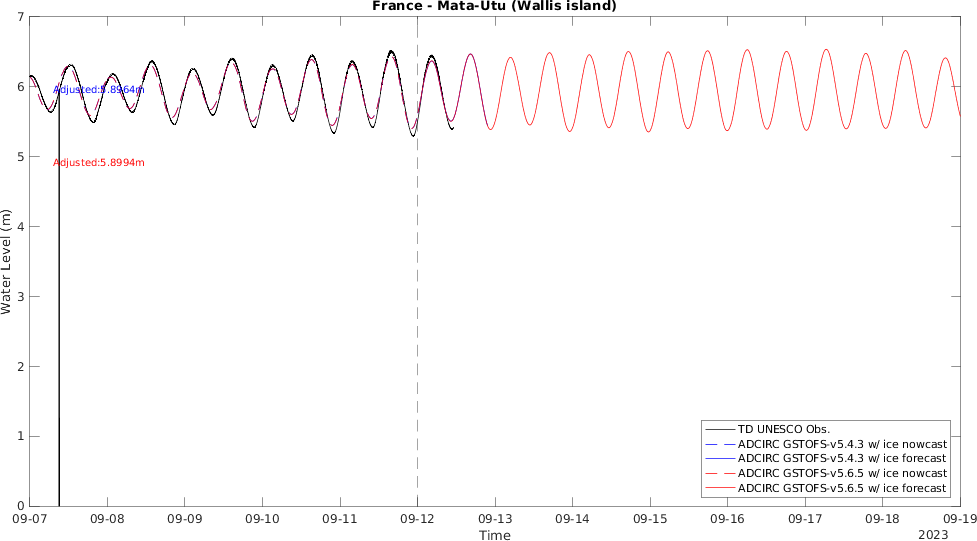 France - Mata-Utu (Wallis island)
7
6
5
4
3
2
1
0
Water Level (m)
Adjusted:5.8964m
Adjusted:5.8994m
TD UNESCO Obs.
ADCIRC GSTOFS-v5.4.3 w/ ice nowcast
ADCIRC GSTOFS-v5.4.3 w/ ice forecast
ADCIRC GSTOFS-v5.6.5 w/ ice nowcast
ADCIRC GSTOFS-v5.6.5 w/ ice forecast
09-07 09-08 09-09 09-10 09-11 09-12 09-13 09-14 09-15 09-16 09-17 09-18 09-19
Time
2023